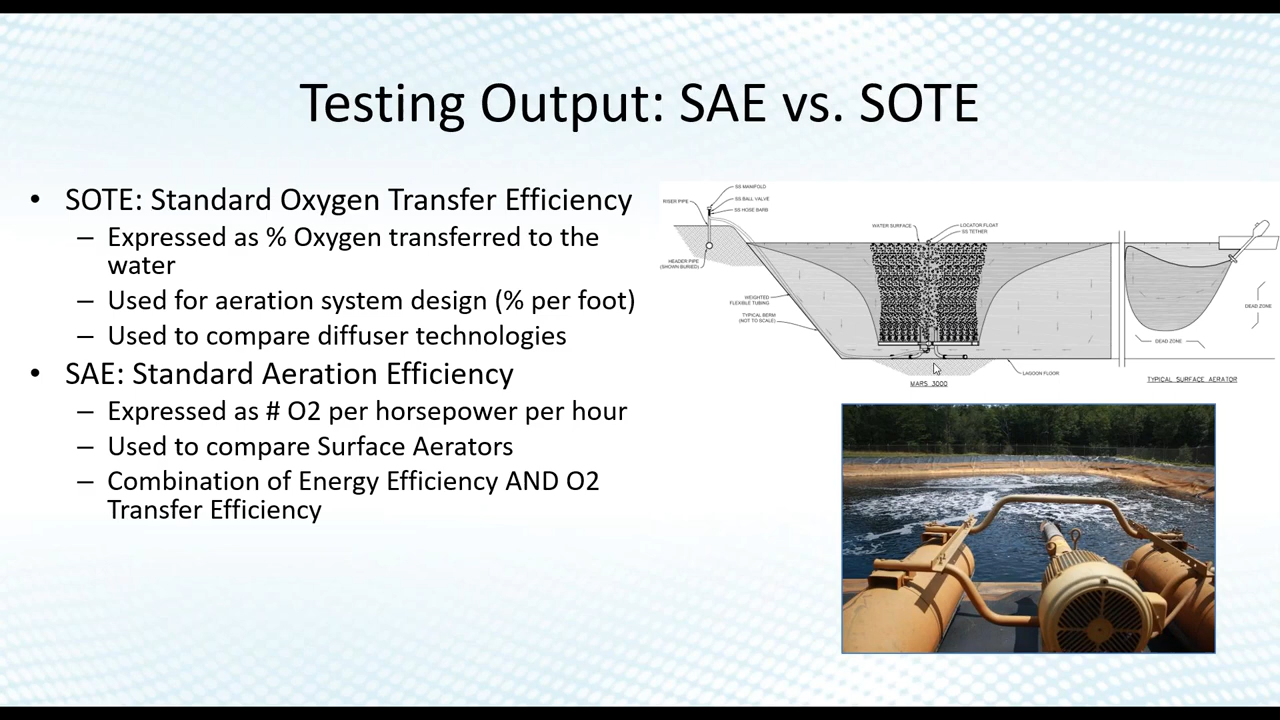 Testing Output: SAE vs. SOTE
• SOTE: Standard Oxygen Transfer Efficiency
– Expressed as % Oxygen transferred to the
water
– Used for aeration system design (% per foot)
– Used to compare diffuser technologies
• SAE: Standard Aeration Efficiency
– Expressed as # O2 per horsepower per hour
– Used to compare Surface Aerators
– Combination of Energy Efficiency AND O2
Transfer Efficiency
SS MANIFOLD
SS BALL VALVE
RISER PIPE
SS HOSE BARB
WATER SURFACE
LOCATOR FLOAT
SS TETHER
HEADER PIPE
(SHOWN BURIED)
WEIGHTED
FLEXIBLE TUBING
TYPICAL BERM
(NOT TO SCALE)
DEAD ZONE
DEAD ZONE
LAGOON FLOOR
MARS 3000
TYPICAL SURFACE AERATOR